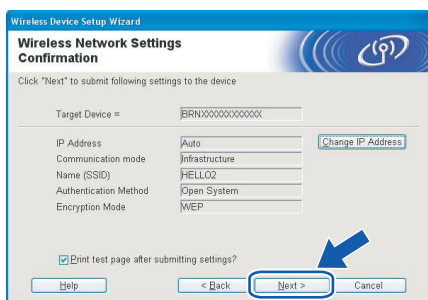 Wireless Device Setup Wizard
Wireless Network Settings
Confirmation
Click "Next" to submit following settings to the device
Target Device = BRNXXXXXXXXXXXX
IP Address Auto Change IP Address
Communication mode Infrastructure
Name (SSID) HELLO2
Authentication Method Open System
Encryption Mode WEP
Print test page after submitting settings?
Help < Back Next > Cancel